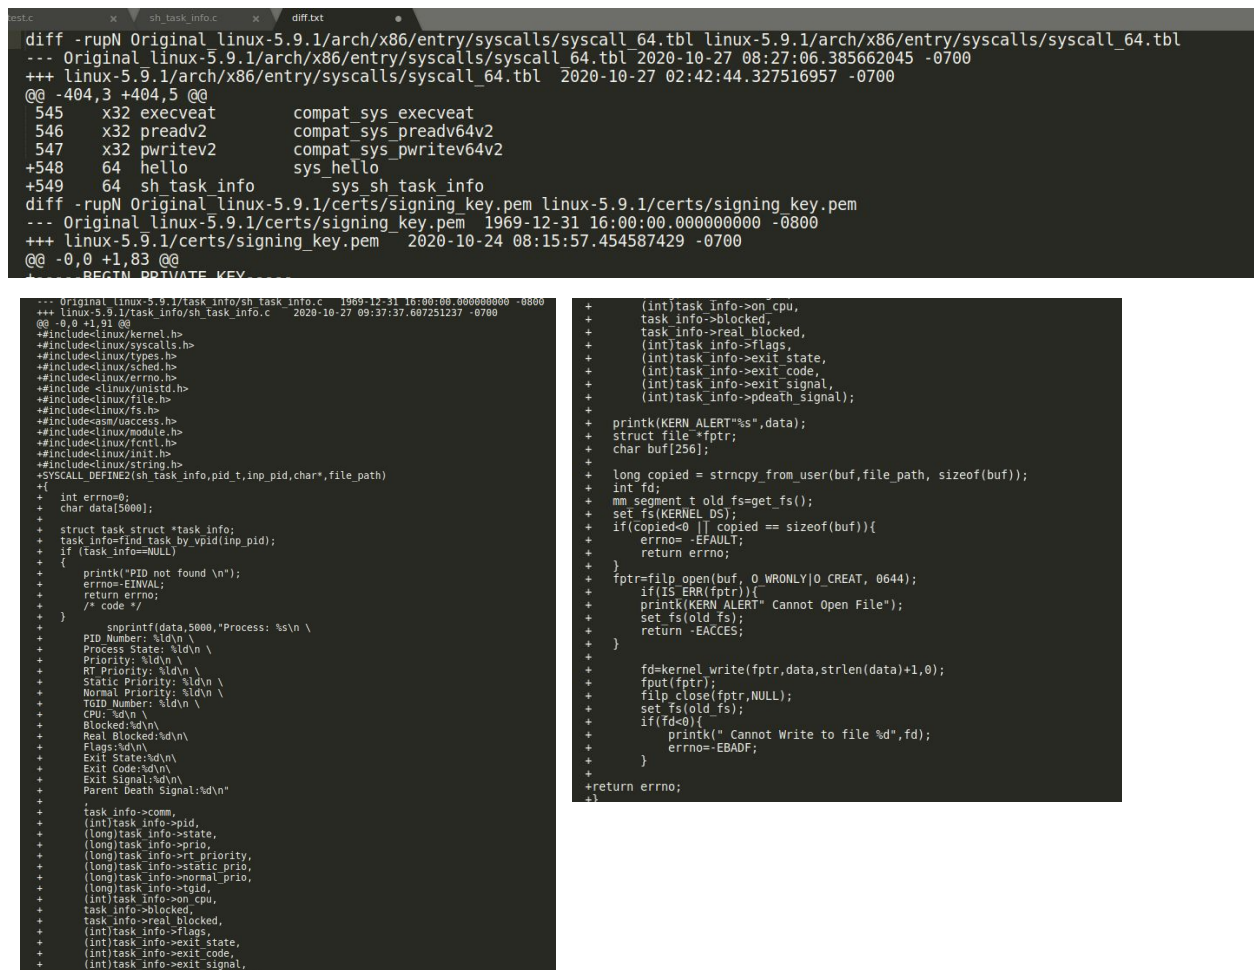 test.c × sh_task_info.c × diff.txt
diff -rupN Original_linux-5.9.1/arch/x86/entry/syscalls/syscall_64.tbl linux-5.9.1/arch/x86/entry/syscalls/syscall_64.tbl
--- Original_linux-5.9.1/arch/x86/entry/syscalls/syscall_64.tbl 2020-10-27 08:27:06.385662045 -0700
+++ linux-5.9.1/arch/x86/entry/syscalls/syscall_64.tbl 2020-10-27 02:42:44.327516957 -0700
@@ -404,3 +404,5 @@
 545 x32 execveat compat_sys_execveat
 546 x32 preadv2 compat_sys_preadv64v2
 547 x32 pwritev2 compat_sys_pwritev64v2
+548 64 hello sys_hello
+549 64 sh_task_info sys_sh_task_info
diff -rupN Original_linux-5.9.1/certs/signing_key.pem linux-5.9.1/certs/signing_key.pem
--- Original_linux-5.9.1/certs/signing_key.pem 1969-12-31 16:00:00.000000000 -0800
+++ linux-5.9.1/certs/signing_key.pem 2020-10-24 08:15:57.454587429 -0700
@@ -0,0 +1,83 @@
+-----BEGIN PRIVATE KEY-----
--- Original_linux-5.9.1/task_info/sh_task_info.c 1969-12-31 16:00:00.000000000 -0800
+++ linux-5.9.1/task_info/sh_task_info.c 2020-10-27 09:37:37.607251237 -0700
@@ -0,0 +1,91 @@
+#include<linux/kernel.h>
+#include<linux/syscalls.h>
+#include<linux/types.h>
+#include<linux/sched.h>
+#include<linux/errno.h>
+#include <linux/unistd.h>
+#include<linux/file.h>
+#include<linux/fs.h>
+#include<asm/uaccess.h>
+#include<linux/module.h>
+#include<linux/fcntl.h>
+#include<linux/init.h>
+#include<linux/string.h>
+SYSCALL_DEFINE2(sh_task_info,pid_t,inp_pid,char*,file_path)
+{
+ int errno=0;
+ char data[5000];
+
+ struct task_struct *task_info;
+ task_info=find_task_by_vpid(inp_pid);
+ if (task_info==NULL)
+ {
+ printk("PID not found \n");
+ errno=-EINVAL;
+ return errno;
+ /* code */
+ }
+ snprintf(data,5000,"Process: %s\n \
+ PID_Number: %ld\n \
+ Process State: %ld\n \
+ Priority: %ld\n \
+ RT_Priority: %ld\n \
+ Static Priority: %ld\n \
+ Normal Priority: %ld\n \
+ TGID_Number: %ld\n \
+ CPU: %d\n \
+ Blocked:%d\n\
+ Real Blocked:%d\n\
+ Flags:%d\n\
+ Exit State:%d\n\
+ Exit Code:%d\n\
+ Exit Signal:%d\n\
+ Parent Death Signal:%d\n"
+ ,
+ task_info->comm,
+ (int)task_info->pid,
+ (long)task_info->state,
+ (long)task_info->prio,
+ (long)task_info->rt_priority,
+ (long)task_info->static_prio,
+ (long)task_info->normal_prio,
+ (long)task_info->tgid,
+ (int)task_info->on_cpu,
+ task_info->blocked,
+ task_info->real_blocked,
+ (int)task_info->flags,
+ (int)task_info->exit_state,
+ (int)task_info->exit_code,
+ (int)task_info->exit_signal,
+ (int)task_info->on_cpu,
+ task_info->blocked,
+ task_info->real_blocked,
+ (int)task_info->flags,
+ (int)task_info->exit_state,
+ (int)task_info->exit_code,
+ (int)task_info->exit_signal,
+ (int)task_info->pdeath_signal);
+
+ printk(KERN_ALERT"%s",data);
+ struct file *fptr;
+ char buf[256];
+
+ long copied = strncpy_from_user(buf,file_path, sizeof(buf));
+ int fd;
+ mm_segment_t old_fs=get_fs();
+ set_fs(KERNEL_DS);
+ if(copied<0 || copied == sizeof(buf)){
+ errno= -EFAULT;
+ return errno;
+ }
+ fptr=filp_open(buf, O_WRONLY|O_CREAT, 0644);
+ if(IS_ERR(fptr)){
+ printk(KERN_ALERT" Cannot Open File");
+ set_fs(old_fs);
+ return -EACCES;
+ }
+
+ fd=kernel_write(fptr,data,strlen(data)+1,0);
+ fput(fptr);
+ filp_close(fptr,NULL);
+ set_fs(old_fs);
+ if(fd<0){
+ printk(" Cannot Write to file %d",fd);
+ errno=-EBADF;
+ }
+
+return errno;
+}